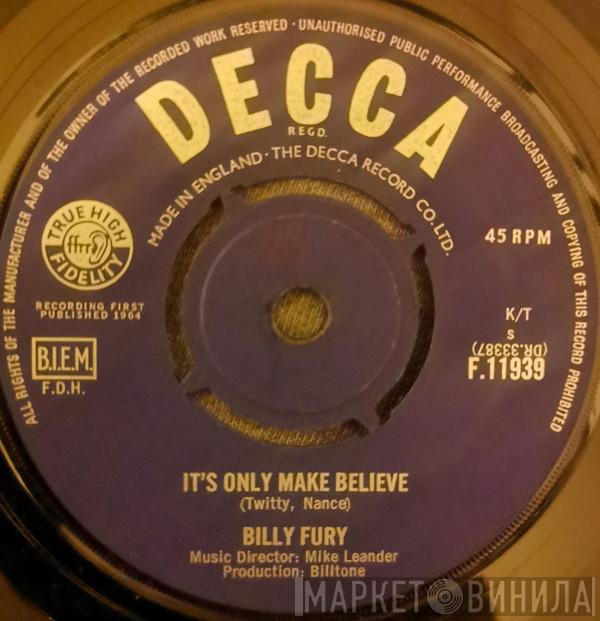 ALL RIGHTS OF THE MANUFACTURER AND OF THE OWNER OF THE RECORDED WORK RESERVED · UNAUTHORISED PUBLIC PERFORMANCE BROADCASTING AND COPYING OF THIS RECORD PROHIBITED
DECCA
REGD.
MADE IN ENGLAND · THE DECCA RECORD CO. LTD.
TRUE HIGH
ffrr
FIDELITY
45 RPM
RECORDING FIRST
PUBLISHED 1964
K/T
S
(DR.33387)
F.11939
B.I.E.M.
F.D.H.
IT'S ONLY MAKE BELIEVE
(Twitty, Nance)
BILLY FURY
Music Director: Mike Leander
Production: Billtone
МАРКЕТ ВИНИЛА